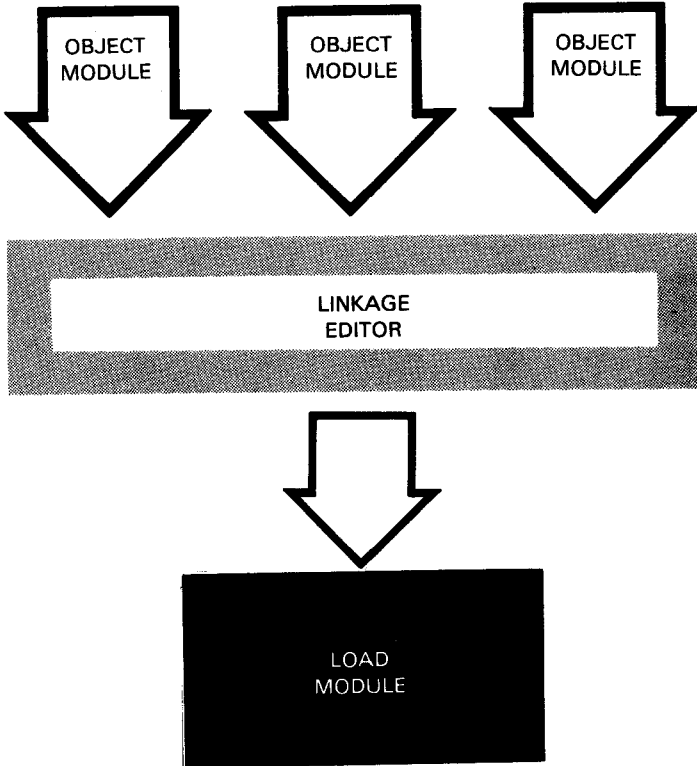 OBJECT
MODULE
OBJECT
MODULE
OBJECT
MODULE
LINKAGE
EDITOR
LOAD
MODULE